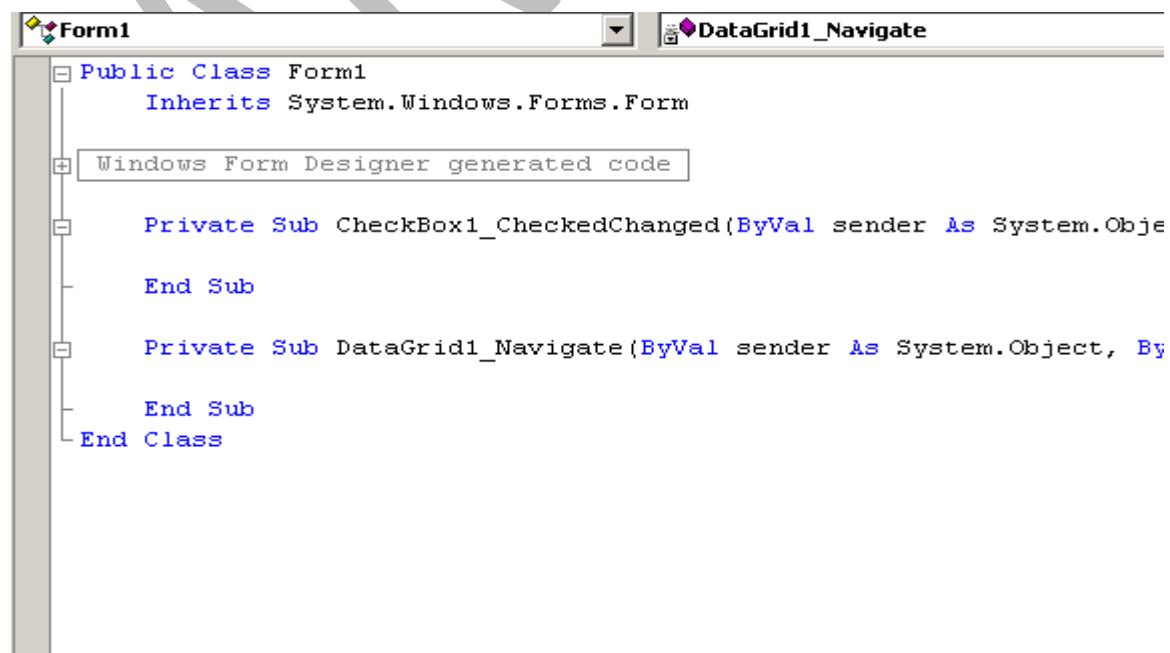 Form1 DataGrid1_Navigate
Public Class Form1
Inherits System.Windows.Forms.Form
Windows Form Designer generated code
Private Sub CheckBox1_CheckedChanged(ByVal sender As System.Obje
End Sub
Private Sub DataGrid1_Navigate(ByVal sender As System.Object, By
End Sub
End Class